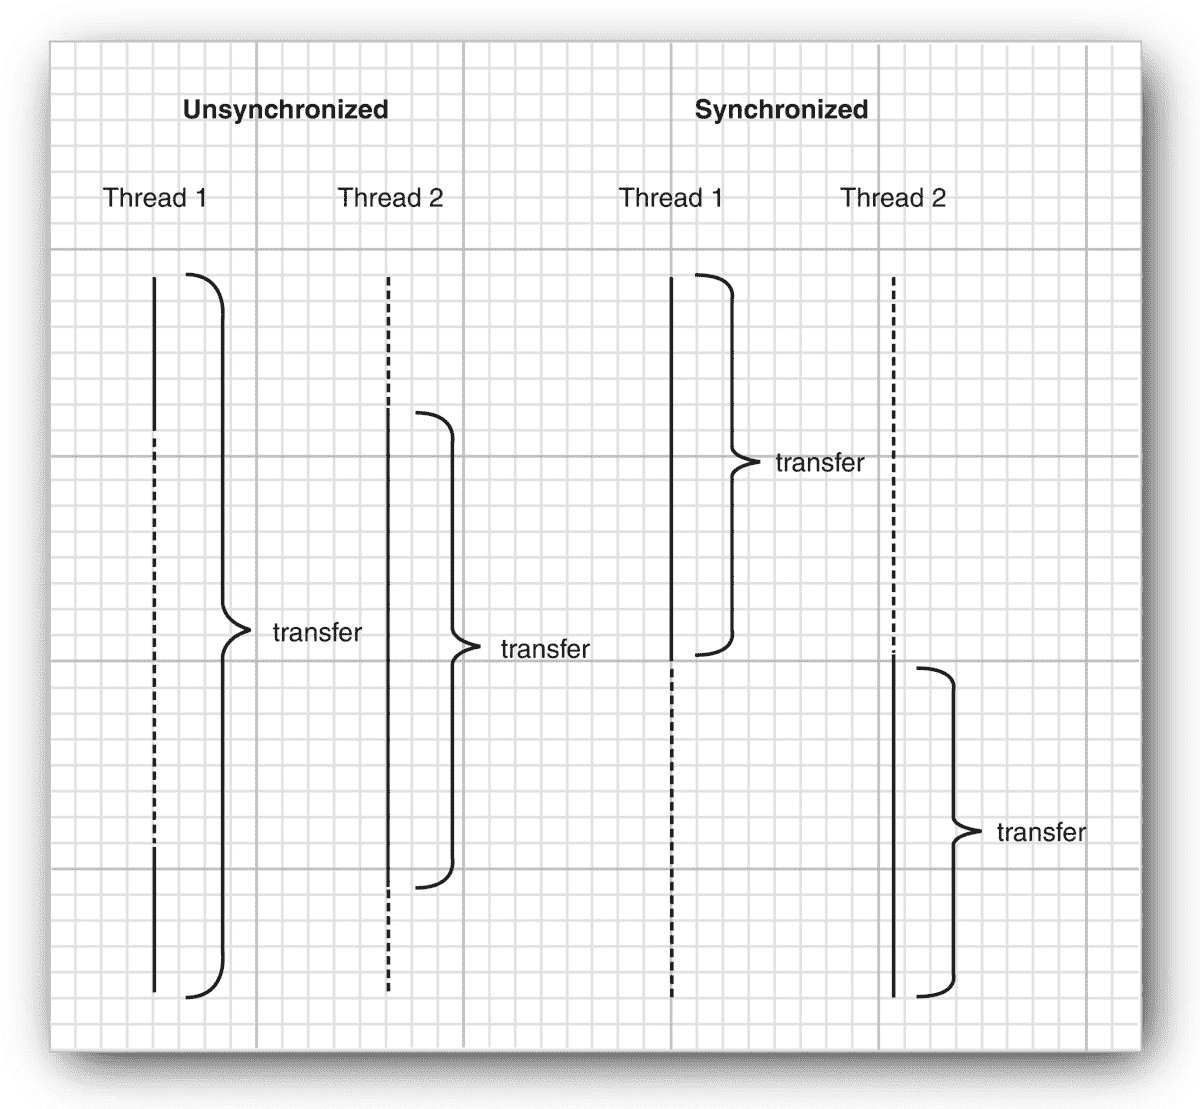 Unsynchronized
Synchronized
Thread 1
Thread 2
Thread 1
Thread 2
transfer
transfer
transfer
transfer